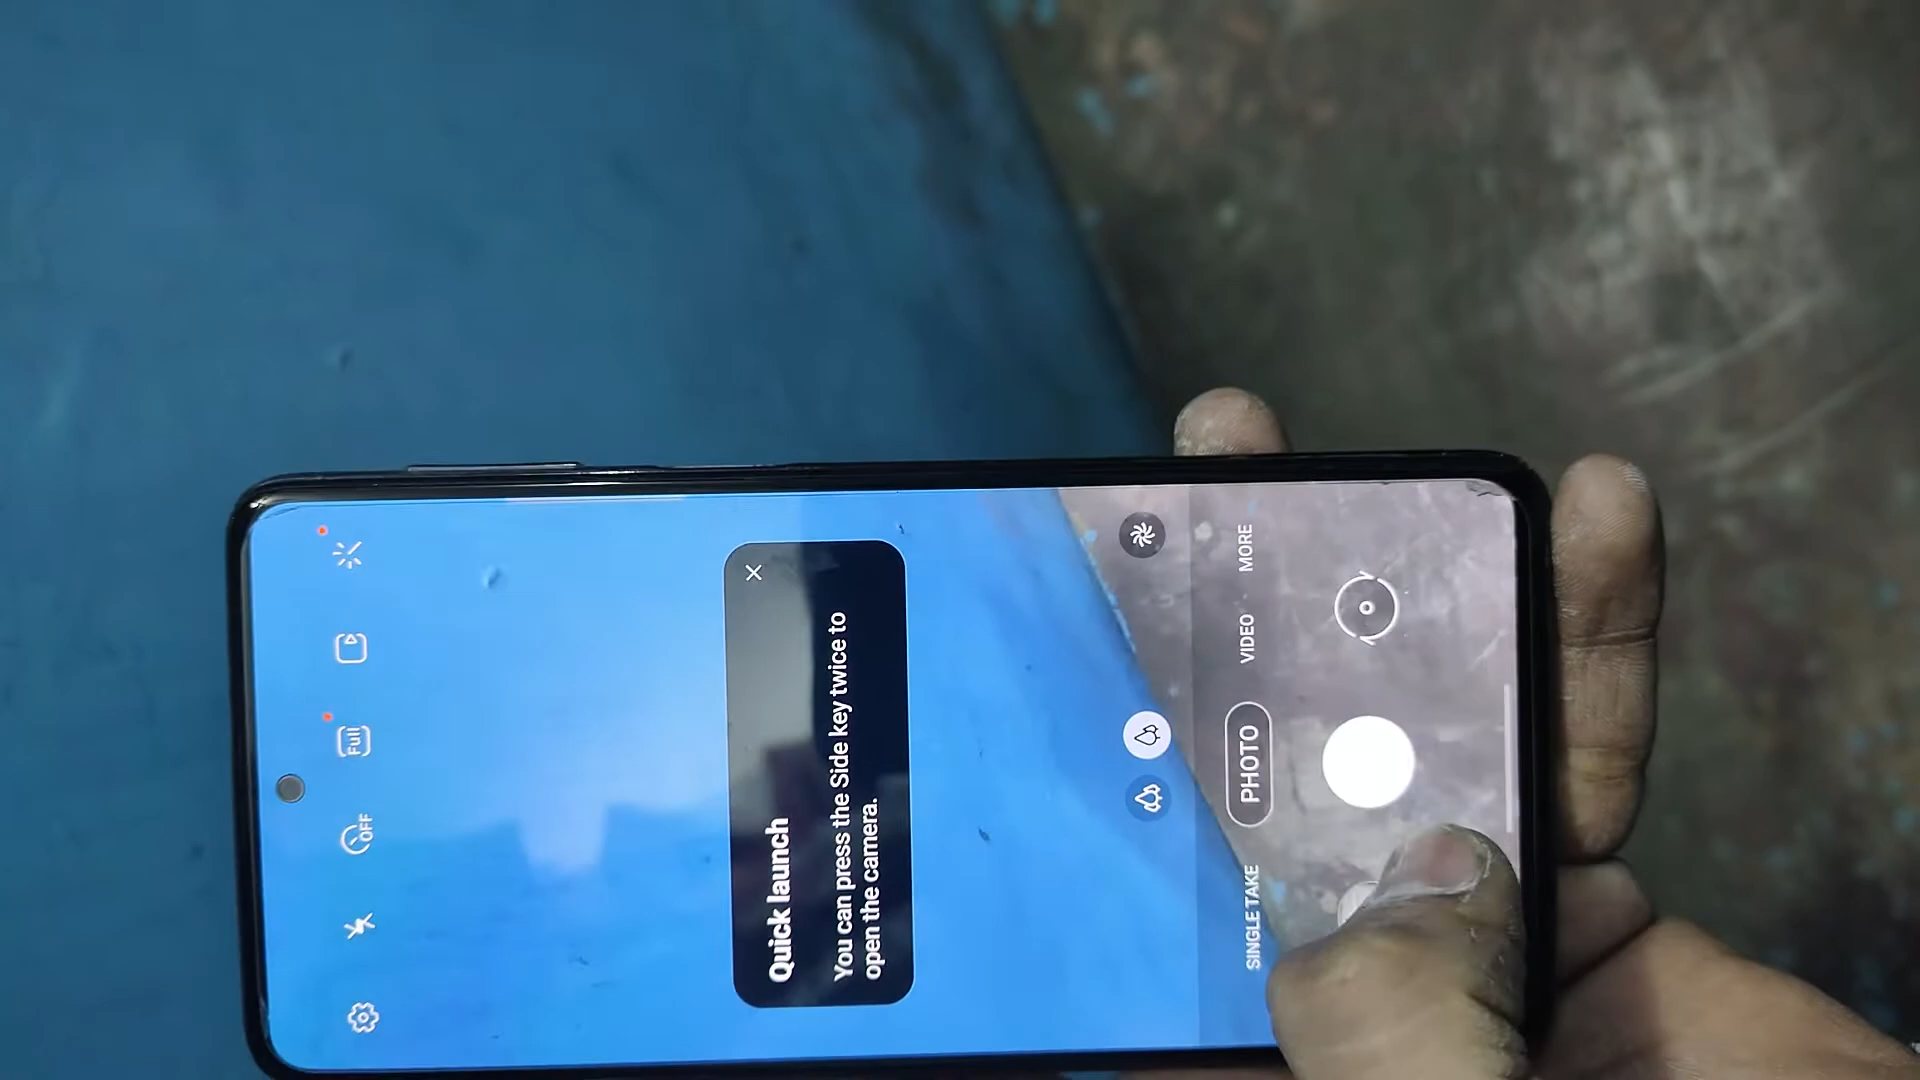 OFF
Full
Quick launch
You can press the Side key twice to
open the camera.
SINGLE TAKE
PHOTO
VIDEO
MORE